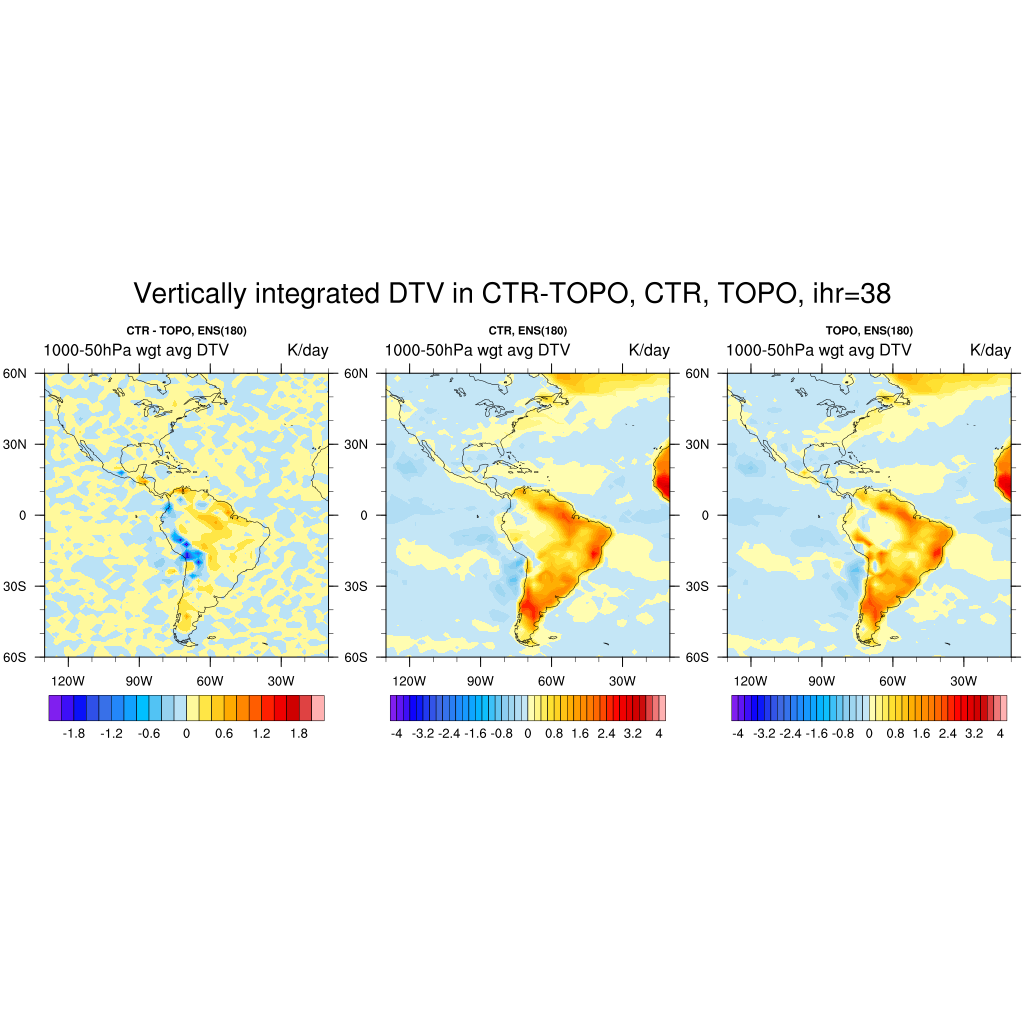 Vertically integrated DTV in CTR-TOPO, CTR, TOPO, ihr=38
CTR - TOPO, ENS(180)
1000-50hPa wgt avg DTV K/day
60N
30N
0
30S
60S
120W 90W 60W 30W
-1.8 -1.2 -0.6 0 0.6 1.2 1.8
CTR, ENS(180)
1000-50hPa wgt avg DTV K/day
60N
30N
0
30S
60S
120W 90W 60W 30W
-4 -3.2 -2.4 -1.6 -0.8 0 0.8 1.6 2.4 3.2 4
TOPO, ENS(180)
1000-50hPa wgt avg DTV K/day
60N
30N
0
30S
60S
120W 90W 60W 30W
-4 -3.2 -2.4 -1.6 -0.8 0 0.8 1.6 2.4 3.2 4